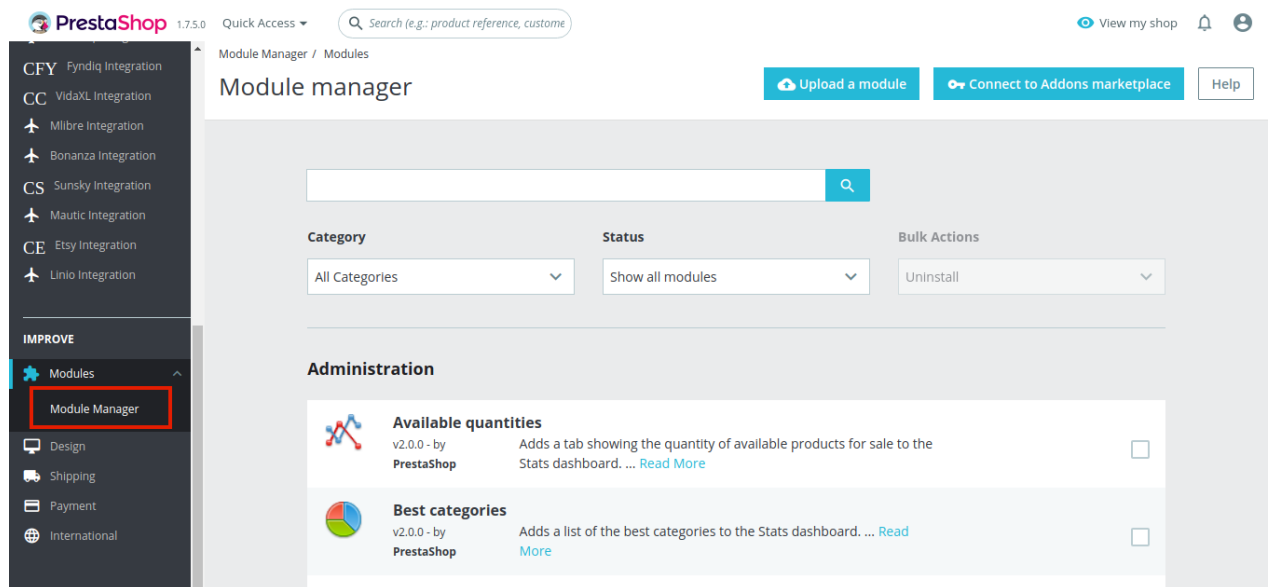 PrestaShop 1.7.5.0 Quick Access Search (e.g.: product reference, custome View my shop
CFY Fyndiq Integration
CC VidaXL Integration
Mlibre Integration
Bonanza Integration
CS Sunsky Integration
Mautic Integration
CE Etsy Integration
Linio Integration
IMPROVE
Modules
Module Manager
Design
Shipping
Payment
International
Module Manager / Modules
Module manager
Upload a module
Connect to Addons marketplace
Help
Category
Status
Bulk Actions
All Categories
Show all modules
Uninstall
Administration
Available quantities
v2.0.0 - by
PrestaShop
Adds a tab showing the quantity of available products for sale to the
Stats dashboard. ... Read More
Best categories
v2.0.0 - by
PrestaShop
Adds a list of the best categories to the Stats dashboard. ... Read
More